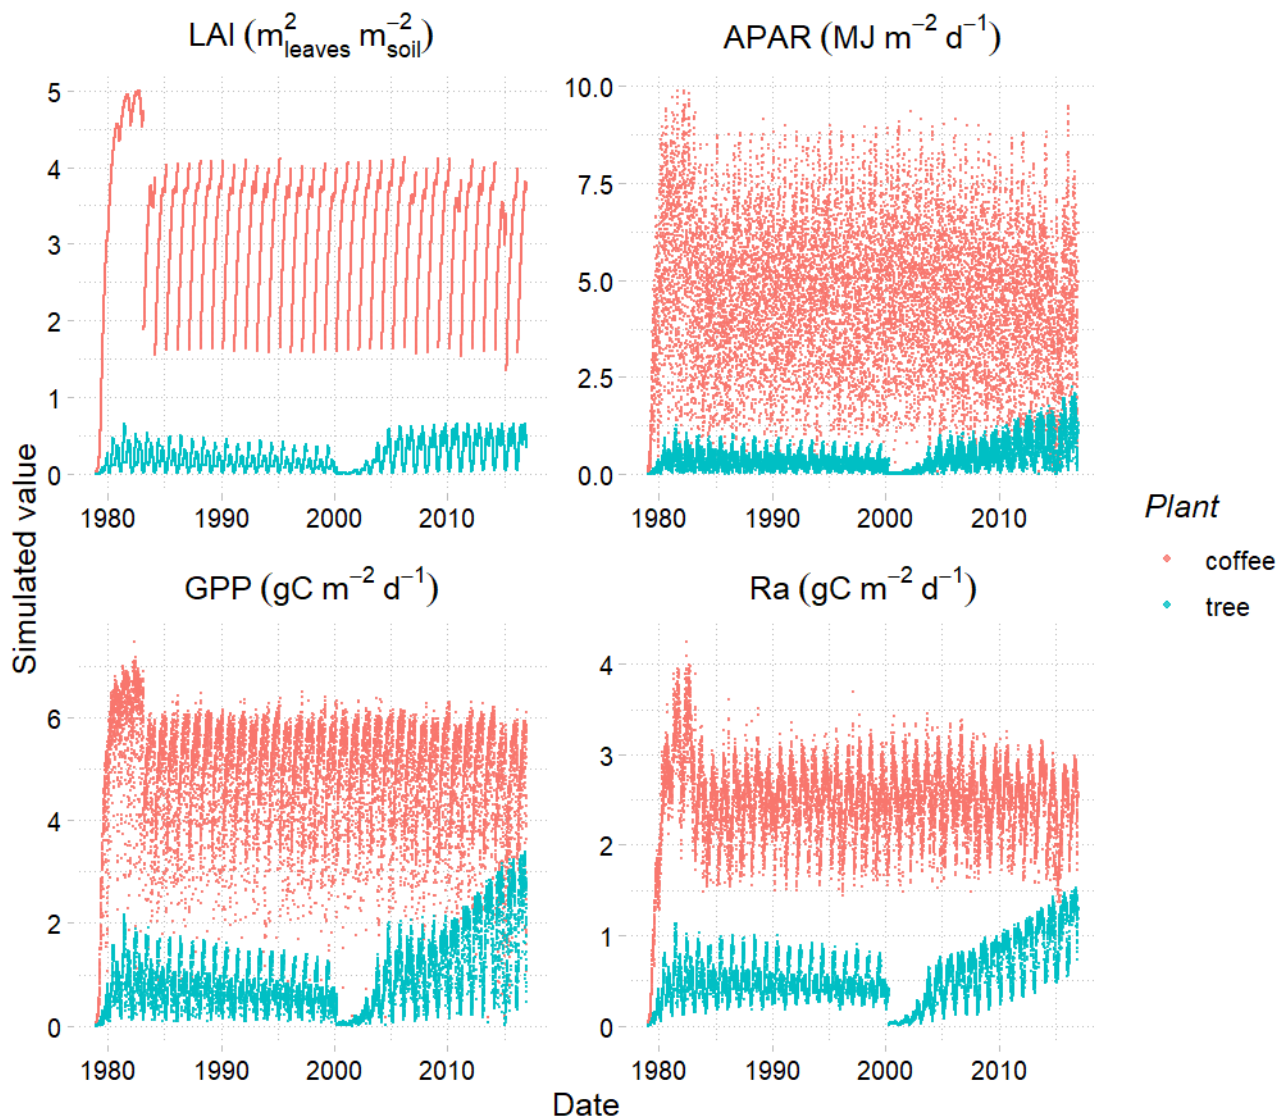 LAI (m²leaves m⁻²soil)
APAR (MJ m⁻² d⁻¹)
5
4
3
2
1
0
10.0
7.5
5.0
2.5
0.0
1980 1990 2000 2010
1980 1990 2000 2010
Simulated value
GPP (gC m⁻² d⁻¹)
Ra (gC m⁻² d⁻¹)
6
4
2
0
4
3
2
1
0
1980 1990 2000 2010
1980 1990 2000 2010
Date
Plant
coffee
tree